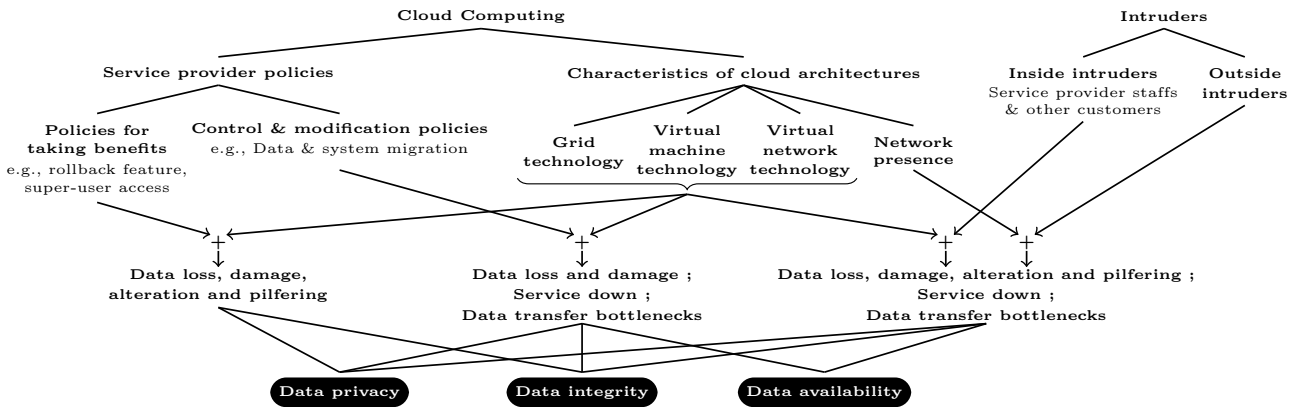 Cloud Computing
Intruders
Service provider policies
Characteristics of cloud architectures
Inside intruders
Service provider staffs
& other customers
Outside
intruders
Policies for
taking benefits
e.g., rollback feature,
super-user access
Control & modification policies
e.g., Data & system migration
Grid
technology
Virtual
machine
technology
Virtual
network
technology
Network
presence
+
+
+
+
Data loss, damage,
alteration and pilfering
Data loss and damage ;
Service down ;
Data transfer bottlenecks
Data loss, damage, alteration and pilfering ;
Service down ;
Data transfer bottlenecks
Data privacy
Data integrity
Data availability